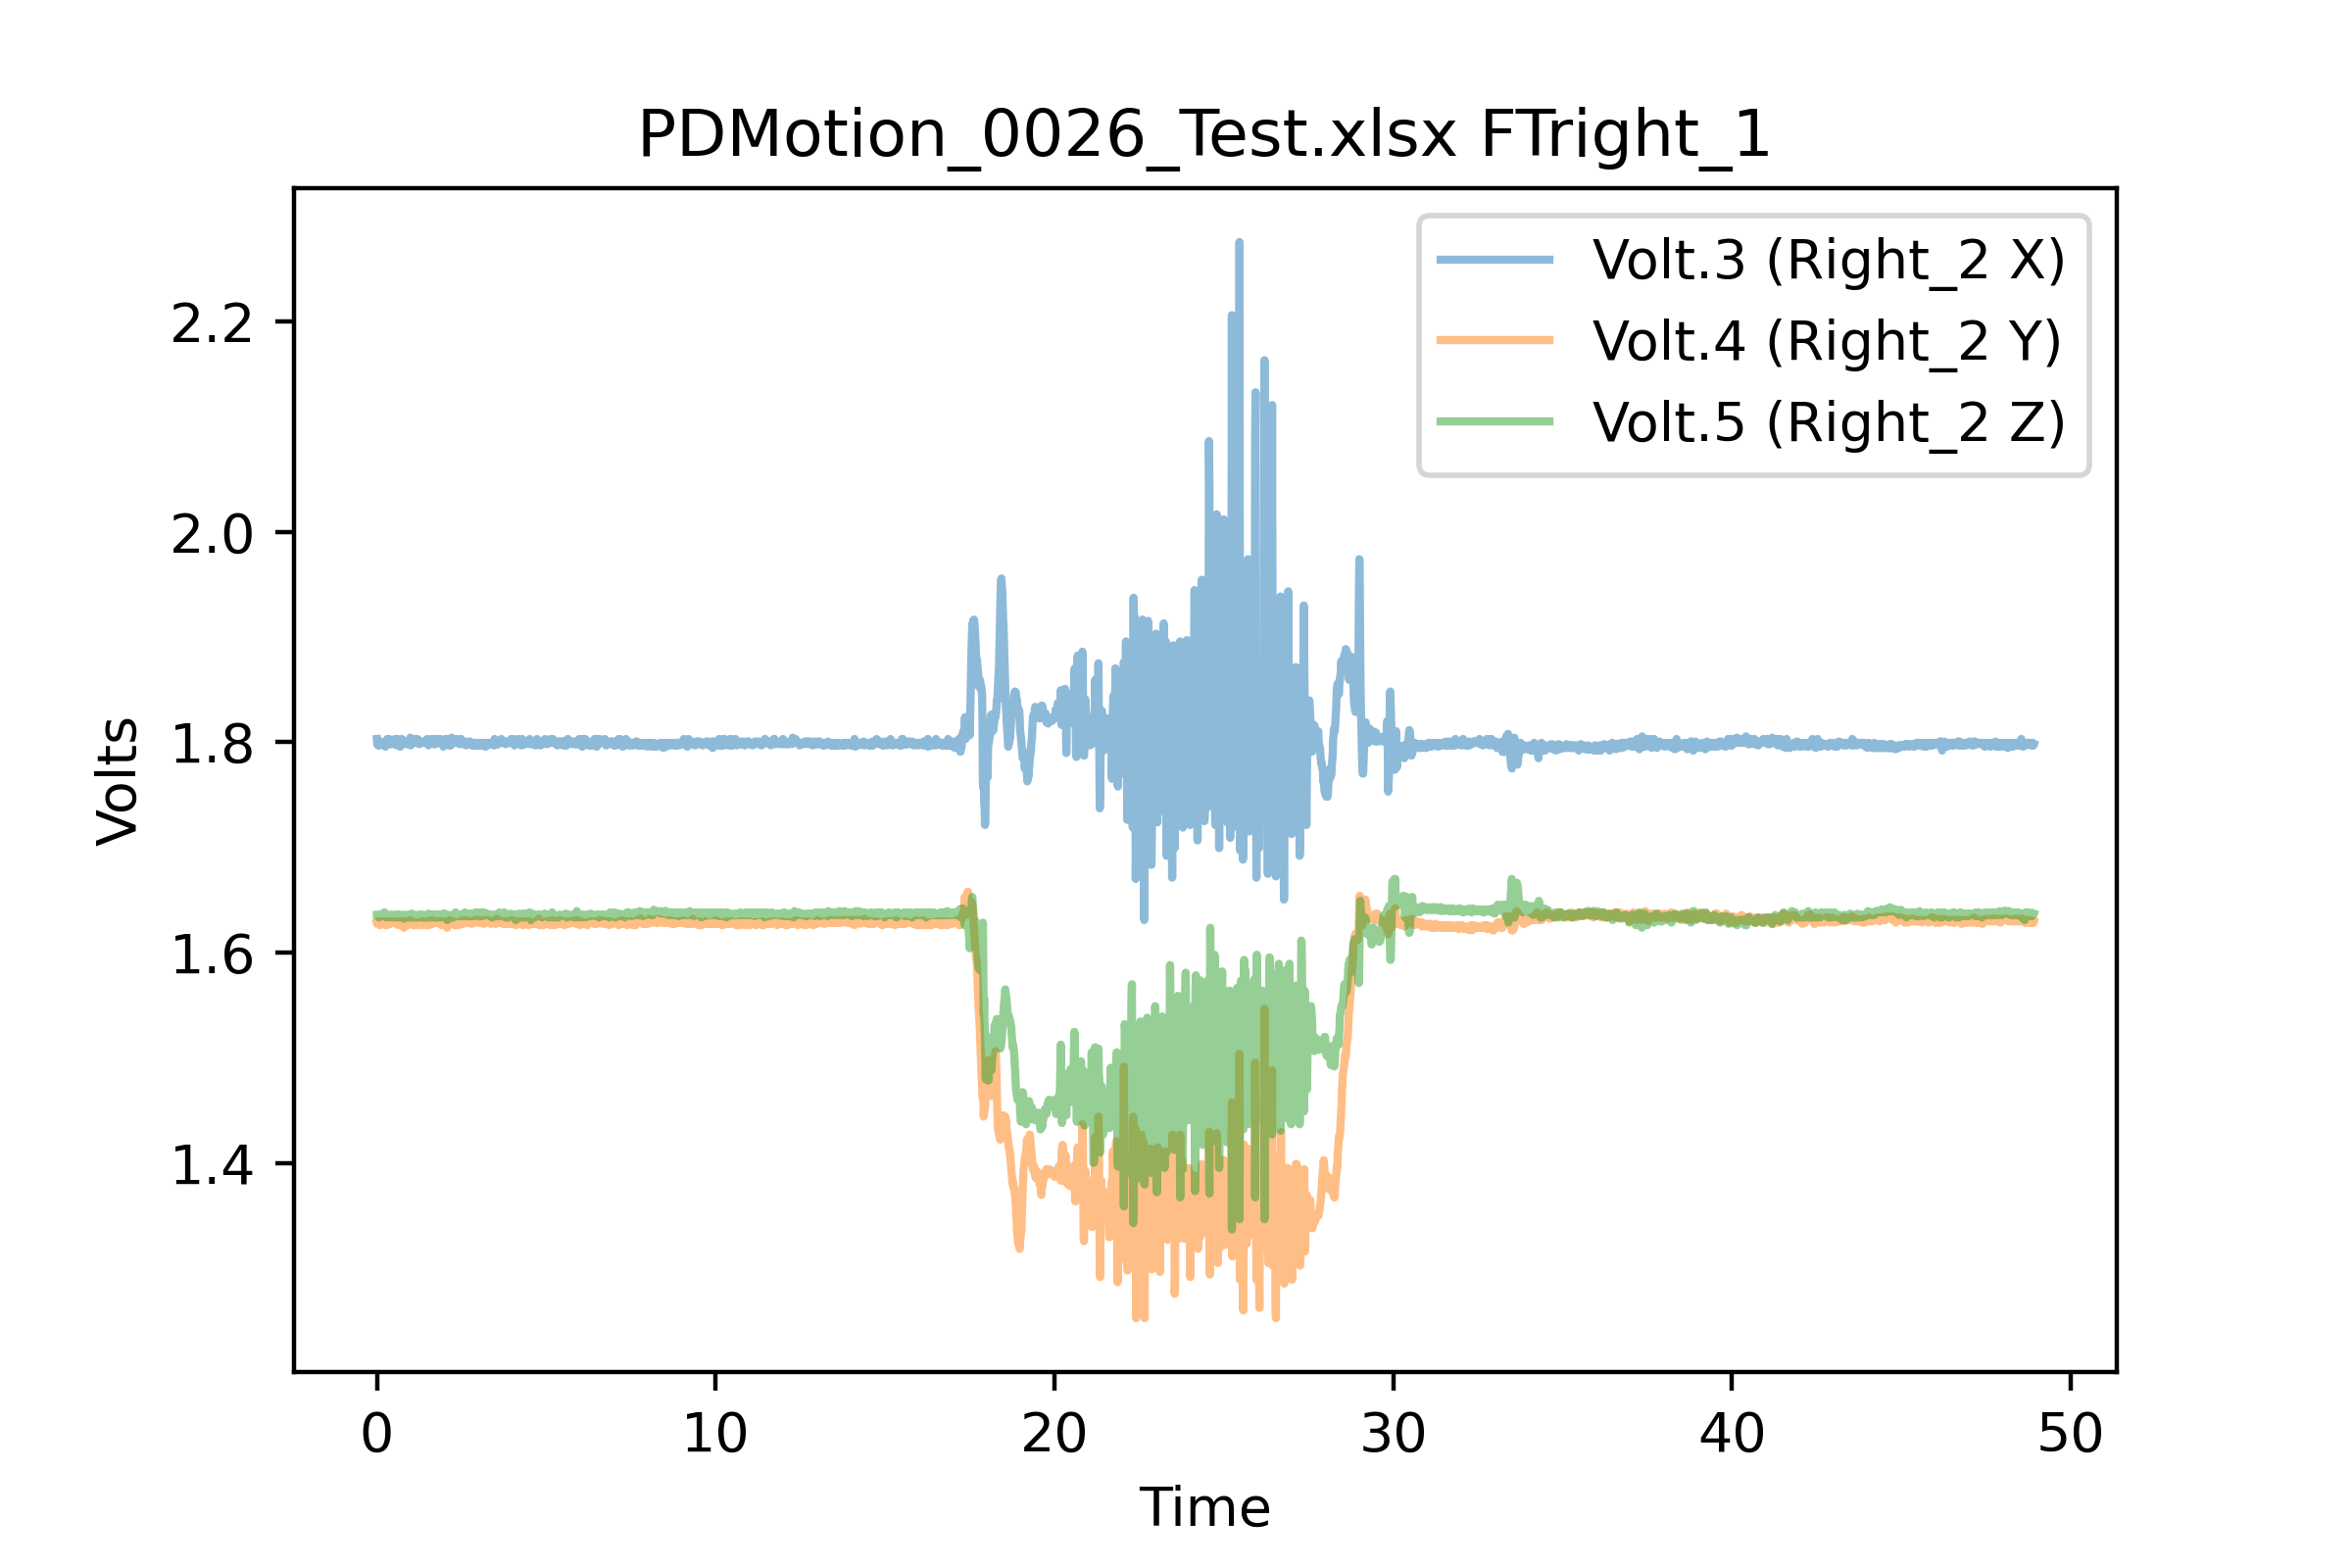 PDMotion_0026_Test.xlsx FTright_1
Volt.3 (Right_2 X)
Volt.4 (Right_2 Y)
Volt.5 (Right_2 Z)
2.2
2.0
1.8
1.6
1.4
Volts
0 10 20 30 40 50
Time